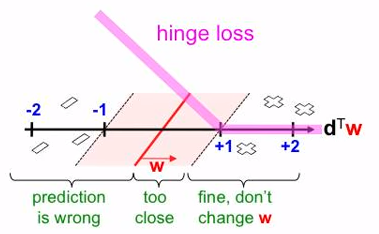 hinge loss
-2
-1
+1
+2
dᵀw
w
prediction
is wrong
too
close
fine, don't
change w